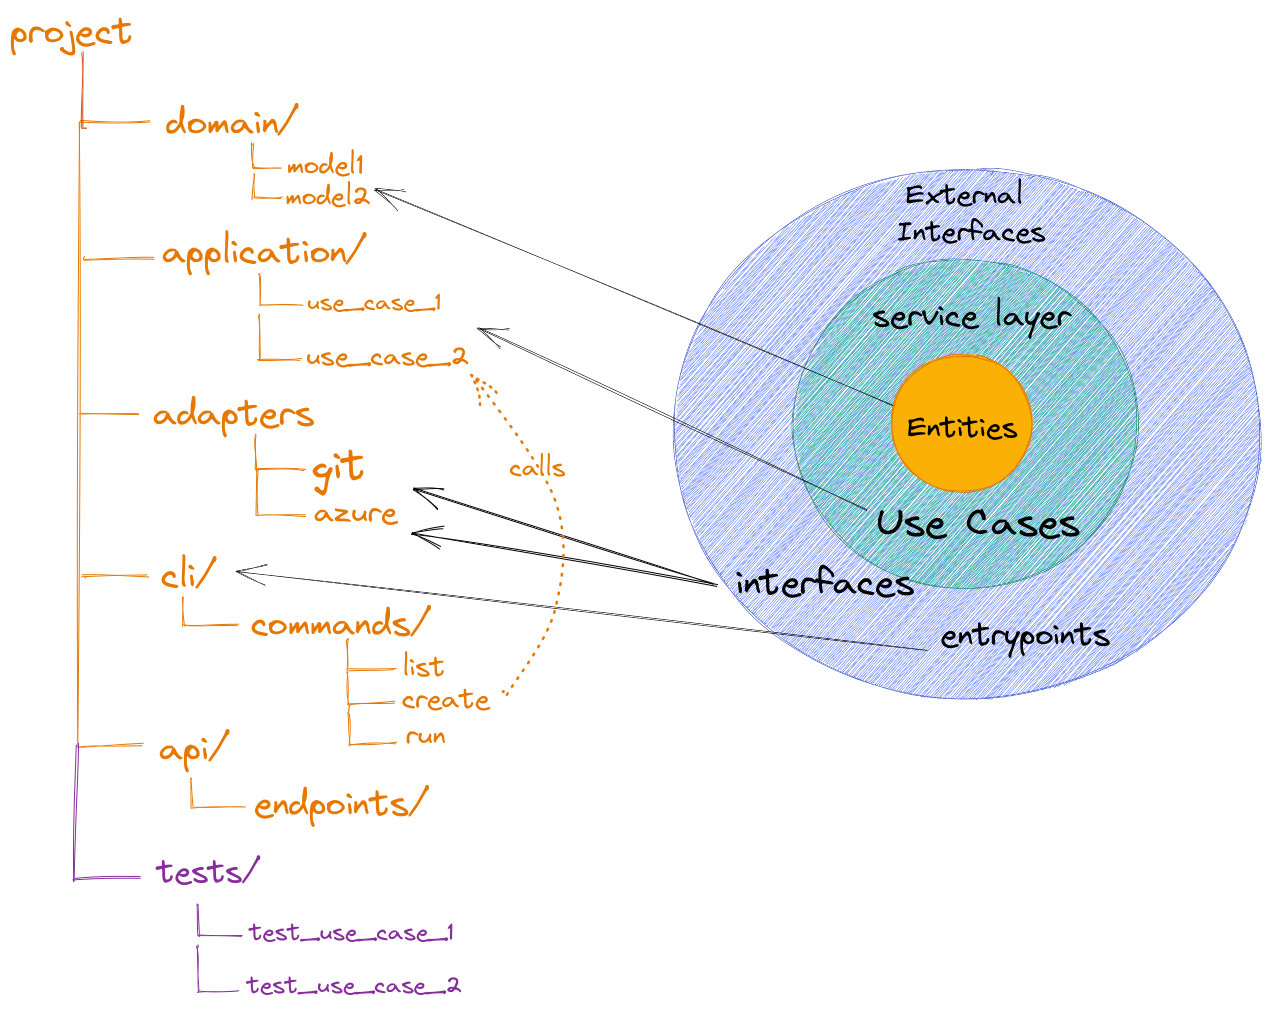 project
domain/
model1
model2
application/
use_case_1
use_case_2
adapters
git
azure
calls
cli/
commands/
list
create
run
api/
endpoints/
tests/
test_use_case_1
test_use_case_2
External
Interfaces
service layer
Entities
Use Cases
interfaces
entrypoints